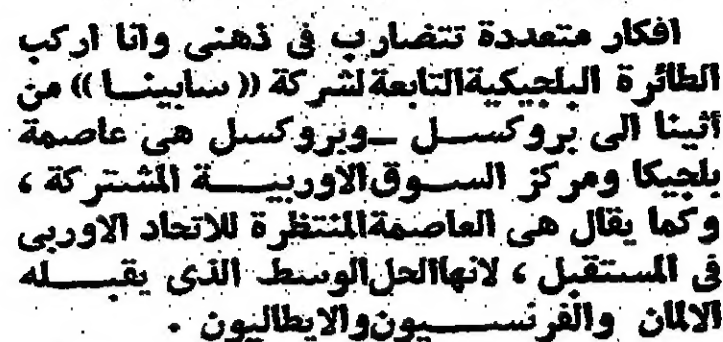 افكار متعددة تتضارب فى ذهنى وانا اركب
الطائرة البلجيكية التابعة لشركة (( سابينا )) من
أثينا الى بروكسل ـ وبروكسل هى عاصمة
بلجيكا ومركز السوق الاوربية المشتركة ،
وكما يقال هى العاصمة المنتظرة للاتحاد الاوربى
فى المستقبل ، لانها الحل الوسط الذى يقبله
الالمان والفرنسيون والايطاليون .